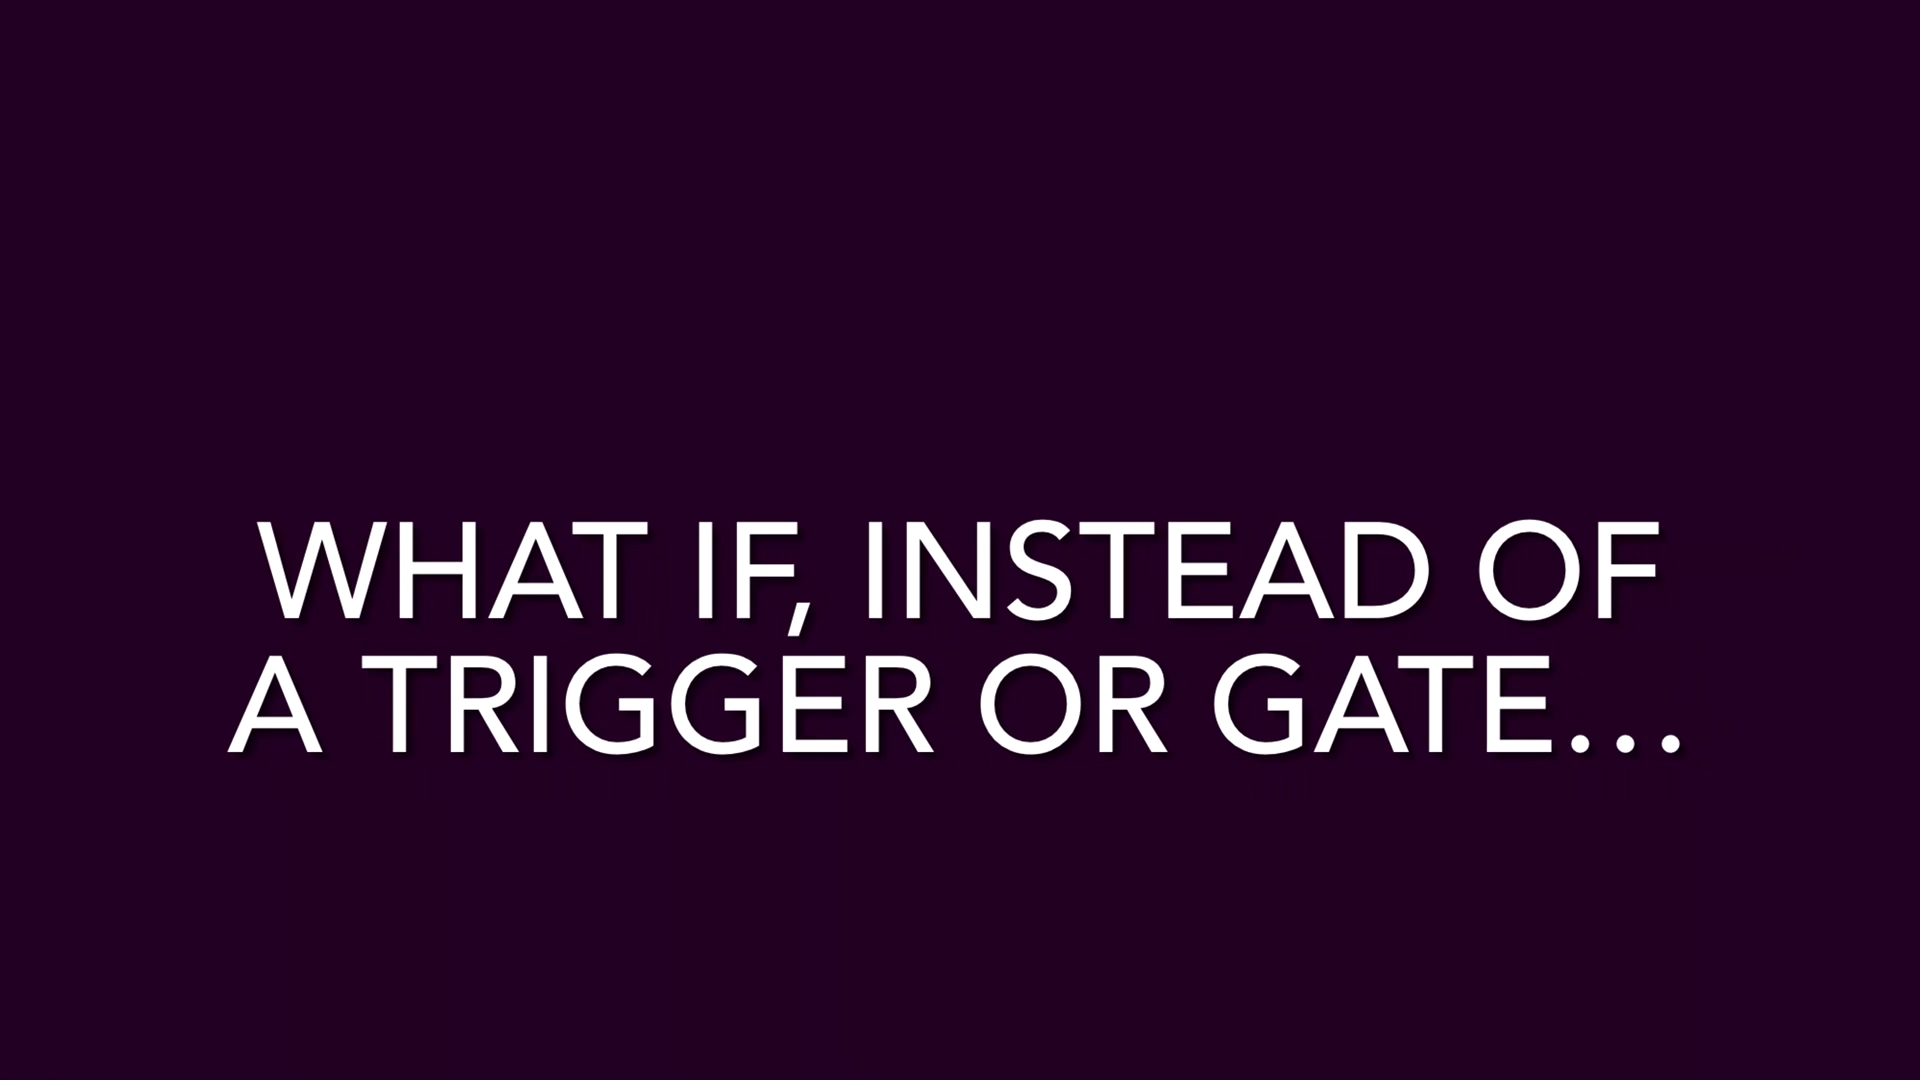 WHAT IF, INSTEAD OF
A TRIGGER OR GATE...